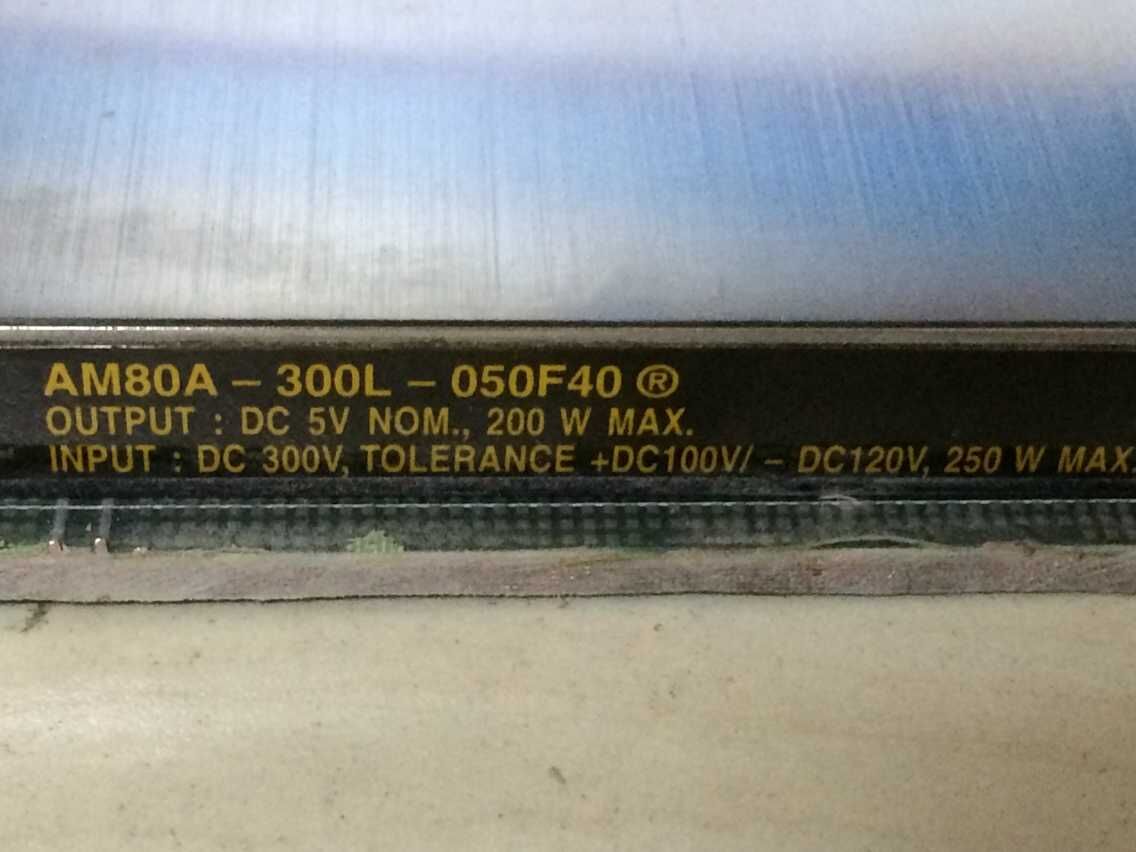 AM80A – 300L – 050F40 ®
OUTPUT : DC 5V NOM., 200 W MAX.
INPUT : DC 300V, TOLERANCE +DC100V/ – DC120V, 250 W MAX.